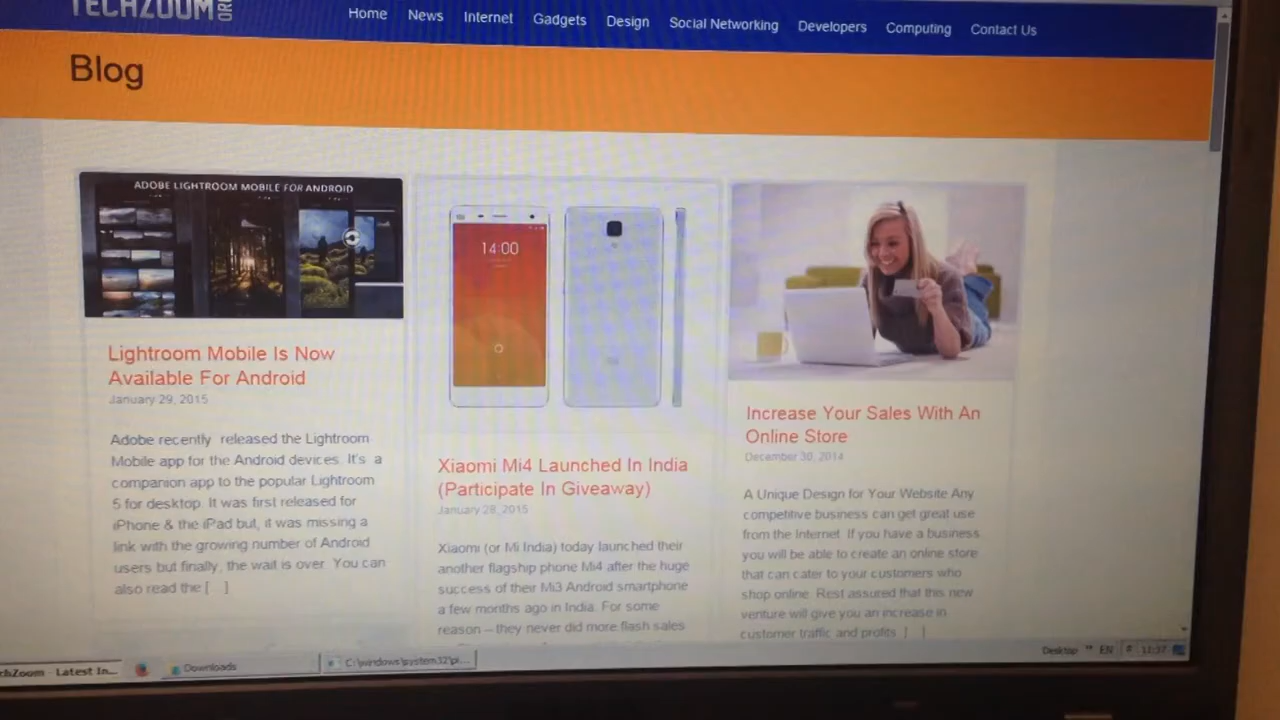 TECHZOOM ORG
Home News Internet Gadgets Design Social Networking Developers Computing Contact Us
Blog
ADOBE LIGHTROOM MOBILE FOR ANDROID
Lightroom Mobile Is Now
Available For Android
January 29, 2015
Adobe recently released the Lightroom
Mobile app for the Android devices. It's a
companion app to the popular Lightroom
5 for desktop. It was first released for
iPhone & the iPad but, it was missing a
link with the growing number of Android
users but finally, the wait is over. You can
also read the [ ]
14:00
mi
Xiaomi Mi4 Launched In India
(Participate In Giveaway)
January 28, 2015
Xiaomi (or Mi India) today launched their
another flagship phone Mi4 after the huge
success of their Mi3 Android smartphone
a few months ago in India. For some
reason – they never did more flash sales
Increase Your Sales With An
Online Store
December 30, 2014
A Unique Design for Your Website Any
competitive business can get great use
from the Internet. If you have a business
you will be able to create an online store
that can cater to your customers who
shop online. Rest assured that this new
venture will give you an increase in
customer traffic and profits. [ ]
chZoom - Latest In... Downloads C:\windows\system32\pi... Desktop » EN 11:37